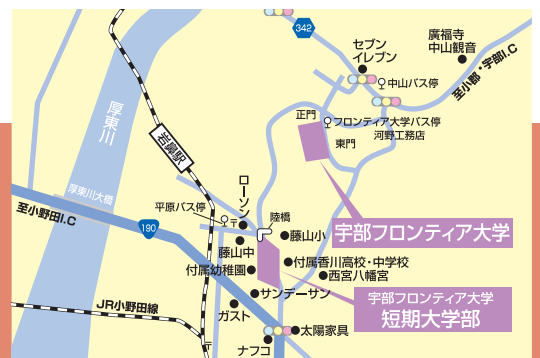 342
セブン
イレブン
廣福寺
中山観音
至小郡・宇部I.C
中山バス停
厚東川
正門
フロンティア大学バス停
河野工務店
東門
岩鼻駅
厚東川大橋
ローソン
至小野田I.C
平原バス停
〒
陸橋
190
藤山小
宇部フロンティア大学
藤山中
付属香川高校・中学校
付属幼稚園
西宮八幡宮
サンデーサン
宇部フロンティア大学
短期大学部
JR小野田線
ガスト
太陽家具
ナフコ
〒